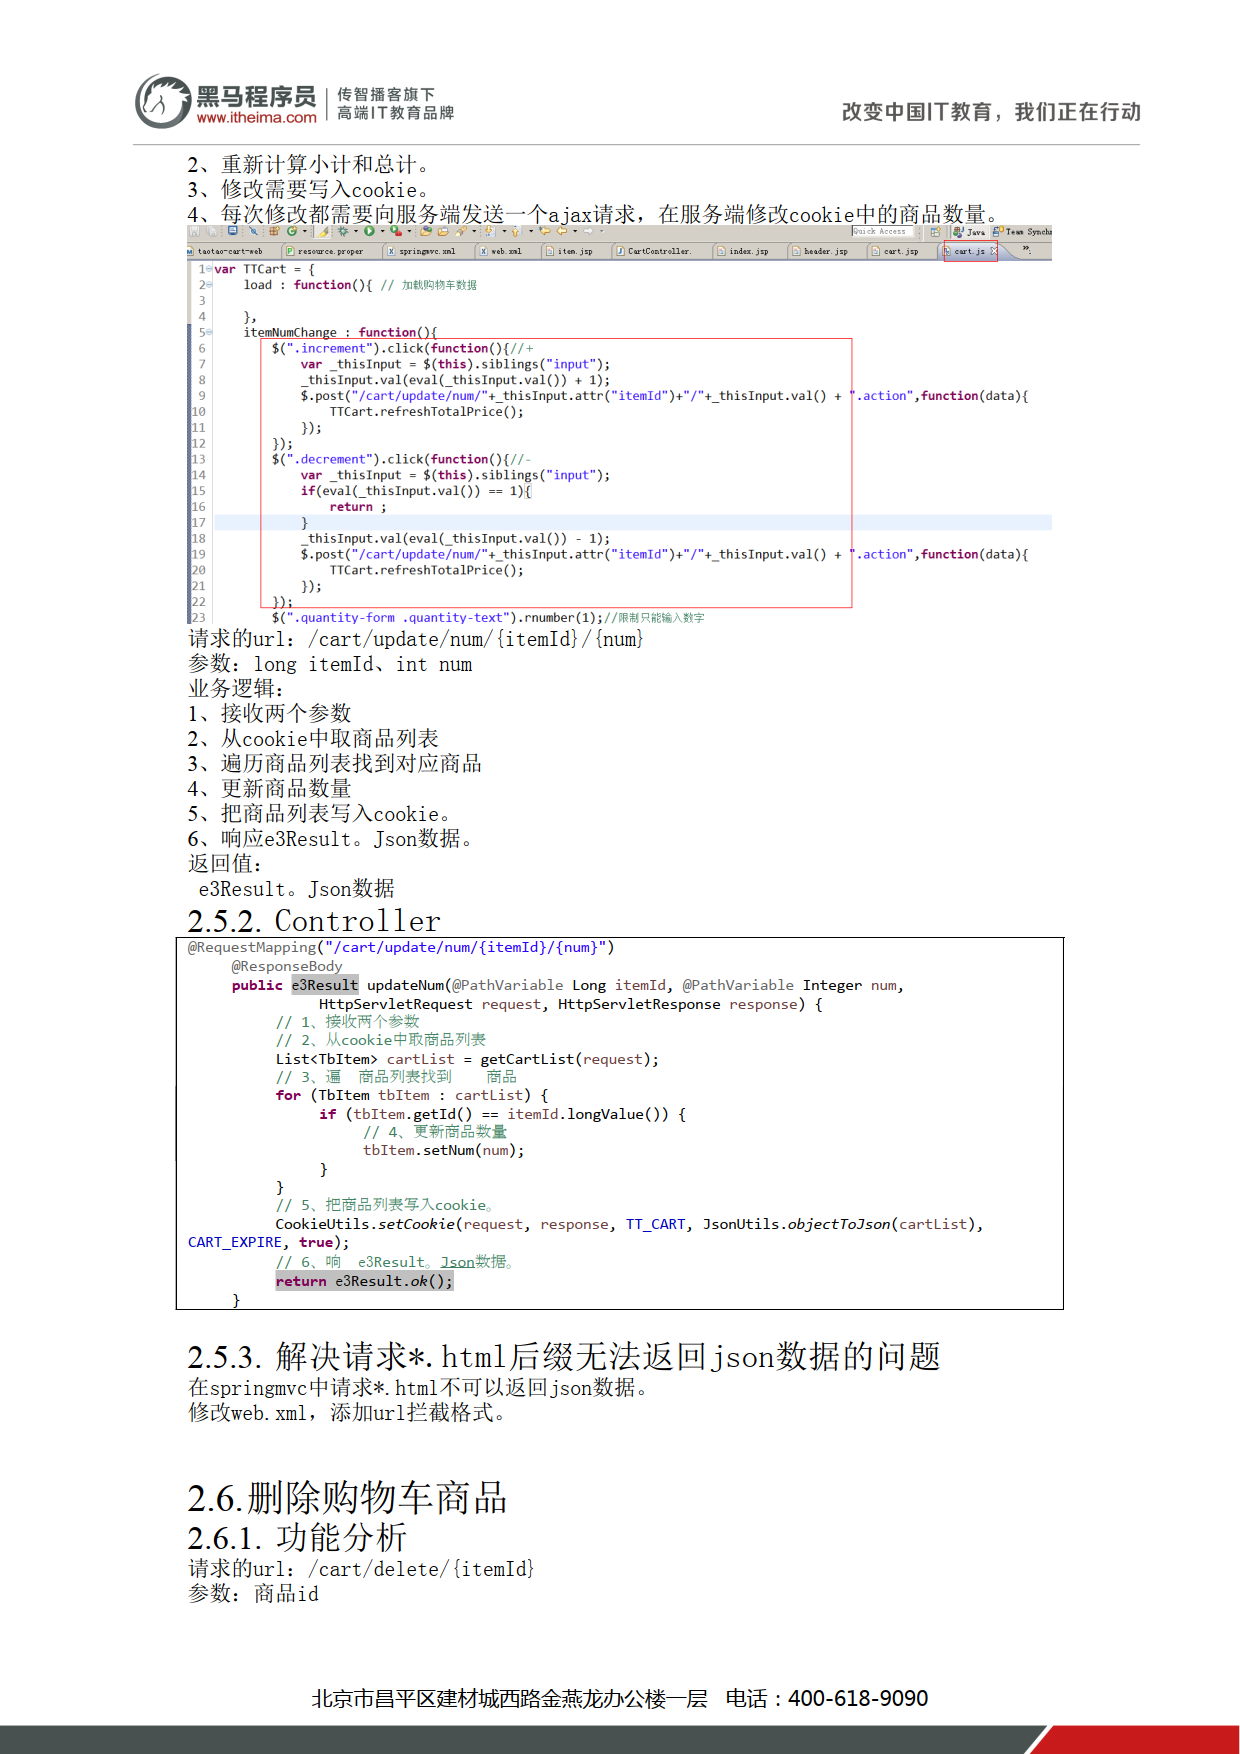 黑马程序员
www.itheima.com
传智播客旗下
高端IT教育品牌
改变中国IT教育，我们正在行动
2、重新计算小计和总计。
3、修改需要写入cookie。
4、每次修改都需要向服务端发送一个ajax请求，在服务端修改cookie中的商品数量。
Quick Access Java Team Synchr
taotao-cart-web resource.proper springmvc.xml web.xml item.jsp CartController. index.jsp header.jsp cart.jsp cart.js
1 var TTCart = {
2 load : function(){ // 加载购物车数据
3
4 },
5 itemNumChange : function(){
6 $(".increment").click(function(){//+
7 var _thisInput = $(this).siblings("input");
8 _thisInput.val(eval(_thisInput.val()) + 1);
9 $.post("/cart/update/num/"+_thisInput.attr("itemId")+"/"+_thisInput.val() + ".action",function(data){
10 TTCart.refreshTotalPrice();
11 });
12 });
13 $(".decrement").click(function(){//-
14 var _thisInput = $(this).siblings("input");
15 if(eval(_thisInput.val()) == 1){
16 return ;
17 }
18 _thisInput.val(eval(_thisInput.val()) - 1);
19 $.post("/cart/update/num/"+_thisInput.attr("itemId")+"/"+_thisInput.val() + ".action",function(data){
20 TTCart.refreshTotalPrice();
21 });
22 });
23 $(".quantity-form .quantity-text").rnumber(1);//限制只能输入数字
请求的url：/cart/update/num/{itemId}/{num}
参数：long itemId、int num
业务逻辑：
1、接收两个参数
2、从cookie中取商品列表
3、遍历商品列表找到对应商品
4、更新商品数量
5、把商品列表写入cookie。
6、响应e3Result。Json数据。
返回值：
e3Result。Json数据
2.5.2. Controller
@RequestMapping("/cart/update/num/{itemId}/{num}")
@ResponseBody
public e3Result updateNum(@PathVariable Long itemId, @PathVariable Integer num,
HttpServletRequest request, HttpServletResponse response) {
// 1、接收两个参数
// 2、从cookie中取商品列表
List<TbItem> cartList = getCartList(request);
// 3、遍 商品列表找到 商品
for (TbItem tbItem : cartList) {
if (tbItem.getId() == itemId.longValue()) {
// 4、更新商品数量
tbItem.setNum(num);
}
}
// 5、把商品列表写入cookie。
CookieUtils.setCookie(request, response, TT_CART, JsonUtils.objectToJson(cartList),
CART_EXPIRE, true);
// 6、响 e3Result。Json数据。
return e3Result.ok();
}
2.5.3. 解决请求*.html后缀无法返回json数据的问题
在springmvc中请求*.html不可以返回json数据。
修改web.xml，添加url拦截格式。
2.6. 删除购物车商品
2.6.1. 功能分析
请求的url：/cart/delete/{itemId}
参数：商品id
北京市昌平区建材城西路金燕龙办公楼一层 电话：400-618-9090